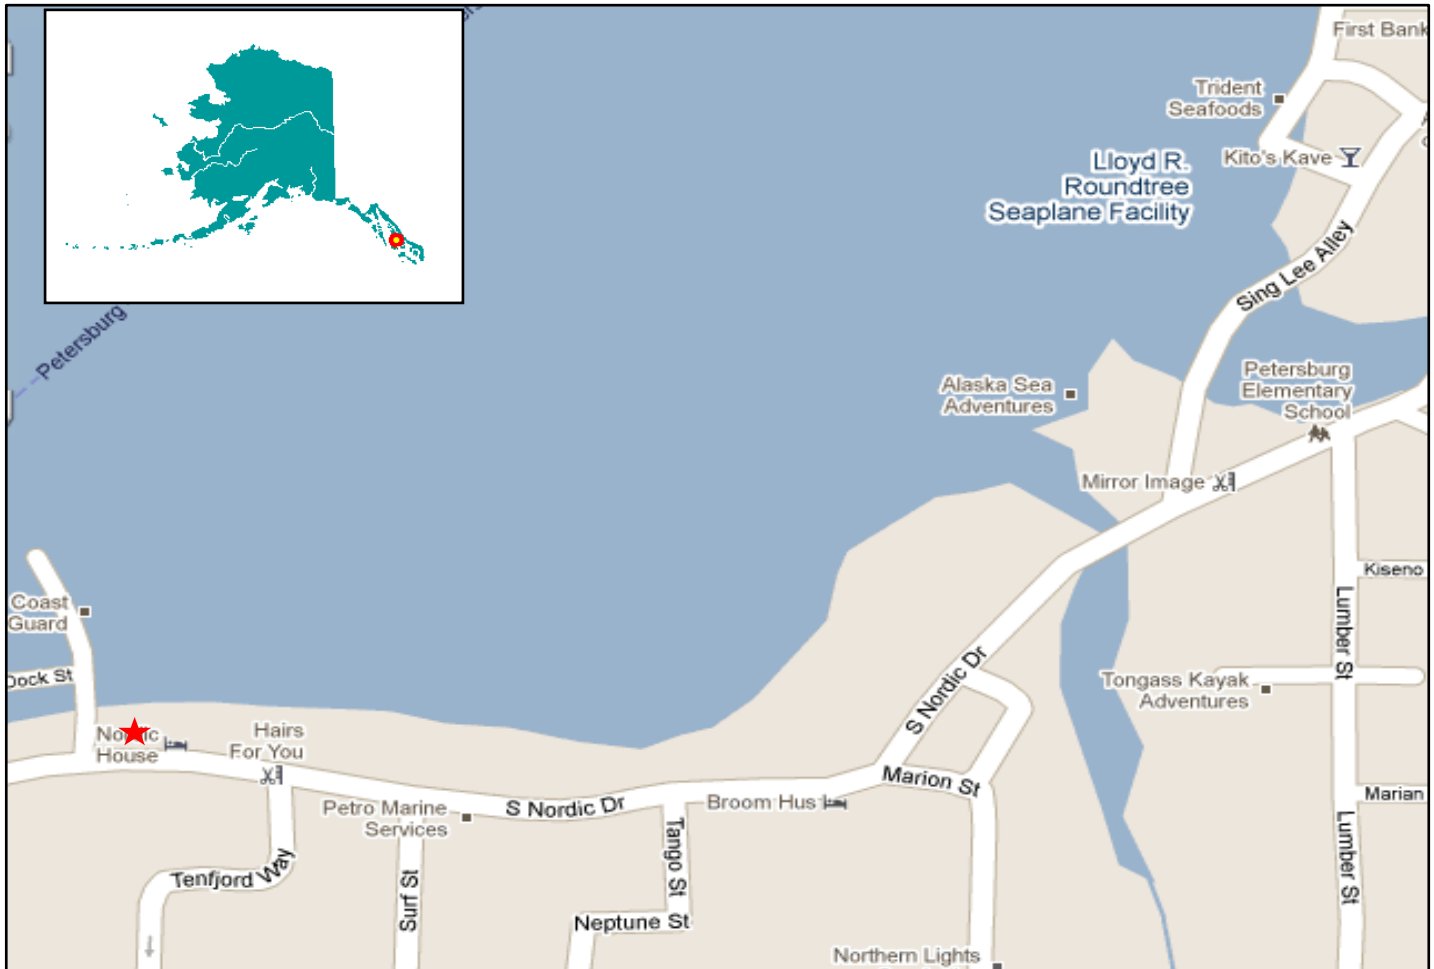 First Bank
Trident
Seafoods
Kito's Kave
Lloyd R.
Roundtree
Seaplane Facility
Sing Lee Alley
Petersburg
Alaska Sea
Adventures
Petersburg
Elementary
School
Mirror Image
Kiseno
Coast
Guard
Lumber St
Dock St
S Nordic Dr
Tongass Kayak
Adventures
Nordic
House
Hairs
For You
Marion St
Marian
Petro Marine
Services
S Nordic Dr
Broom Hus
Tenfjord Way
Surf St
Tango St
Lumber St
Neptune St
Northern Lights